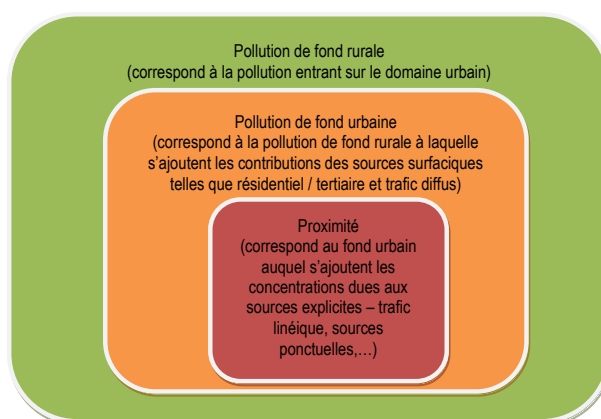 Pollution de fond rurale
(correspond à la pollution entrant sur le domaine urbain)
Pollution de fond urbaine
(correspond à la pollution de fond rurale à laquelle
s'ajoutent les contributions des sources surfaciques
telles que résidentiel / tertiaire et trafic diffus)
Proximité
(correspond au fond urbain
auquel s'ajoutent les
concentrations dues aux
sources explicites – trafic
linéique, sources
ponctuelles,…)